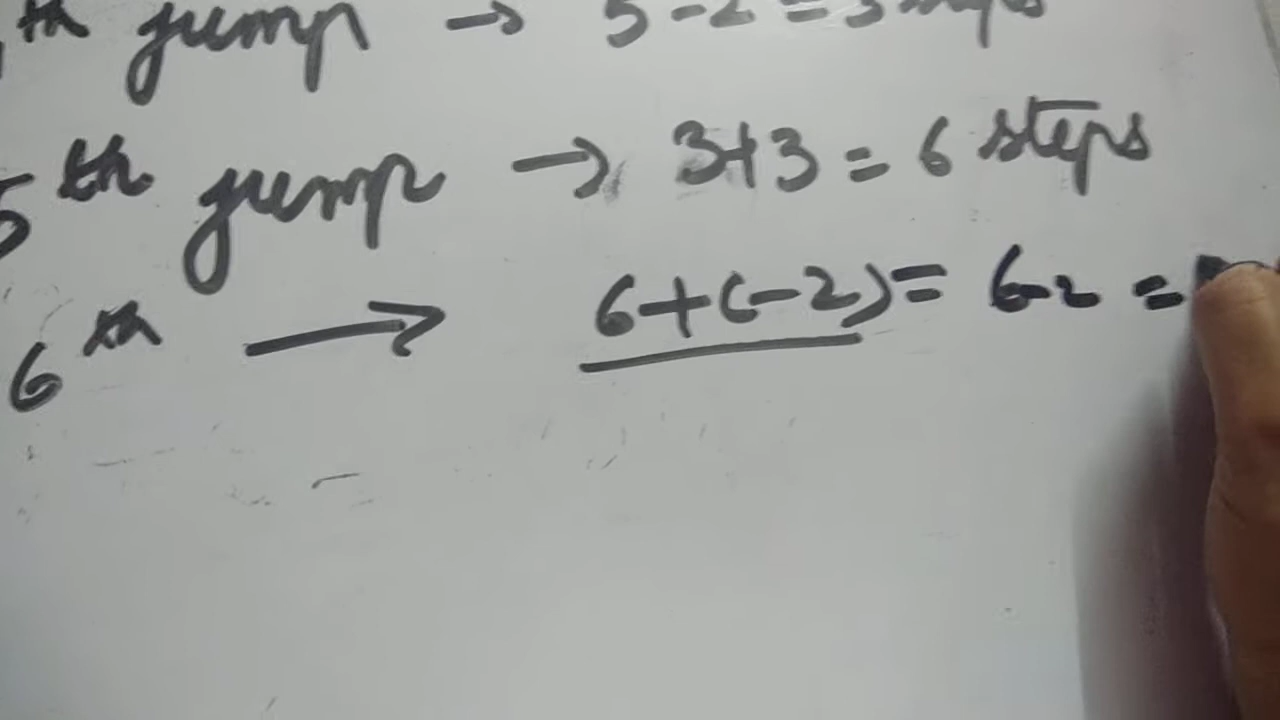 th jump → 5-2=3 steps
5th jump → 3+3 = 6 steps
6th → 6+(-2) = 6-2 =